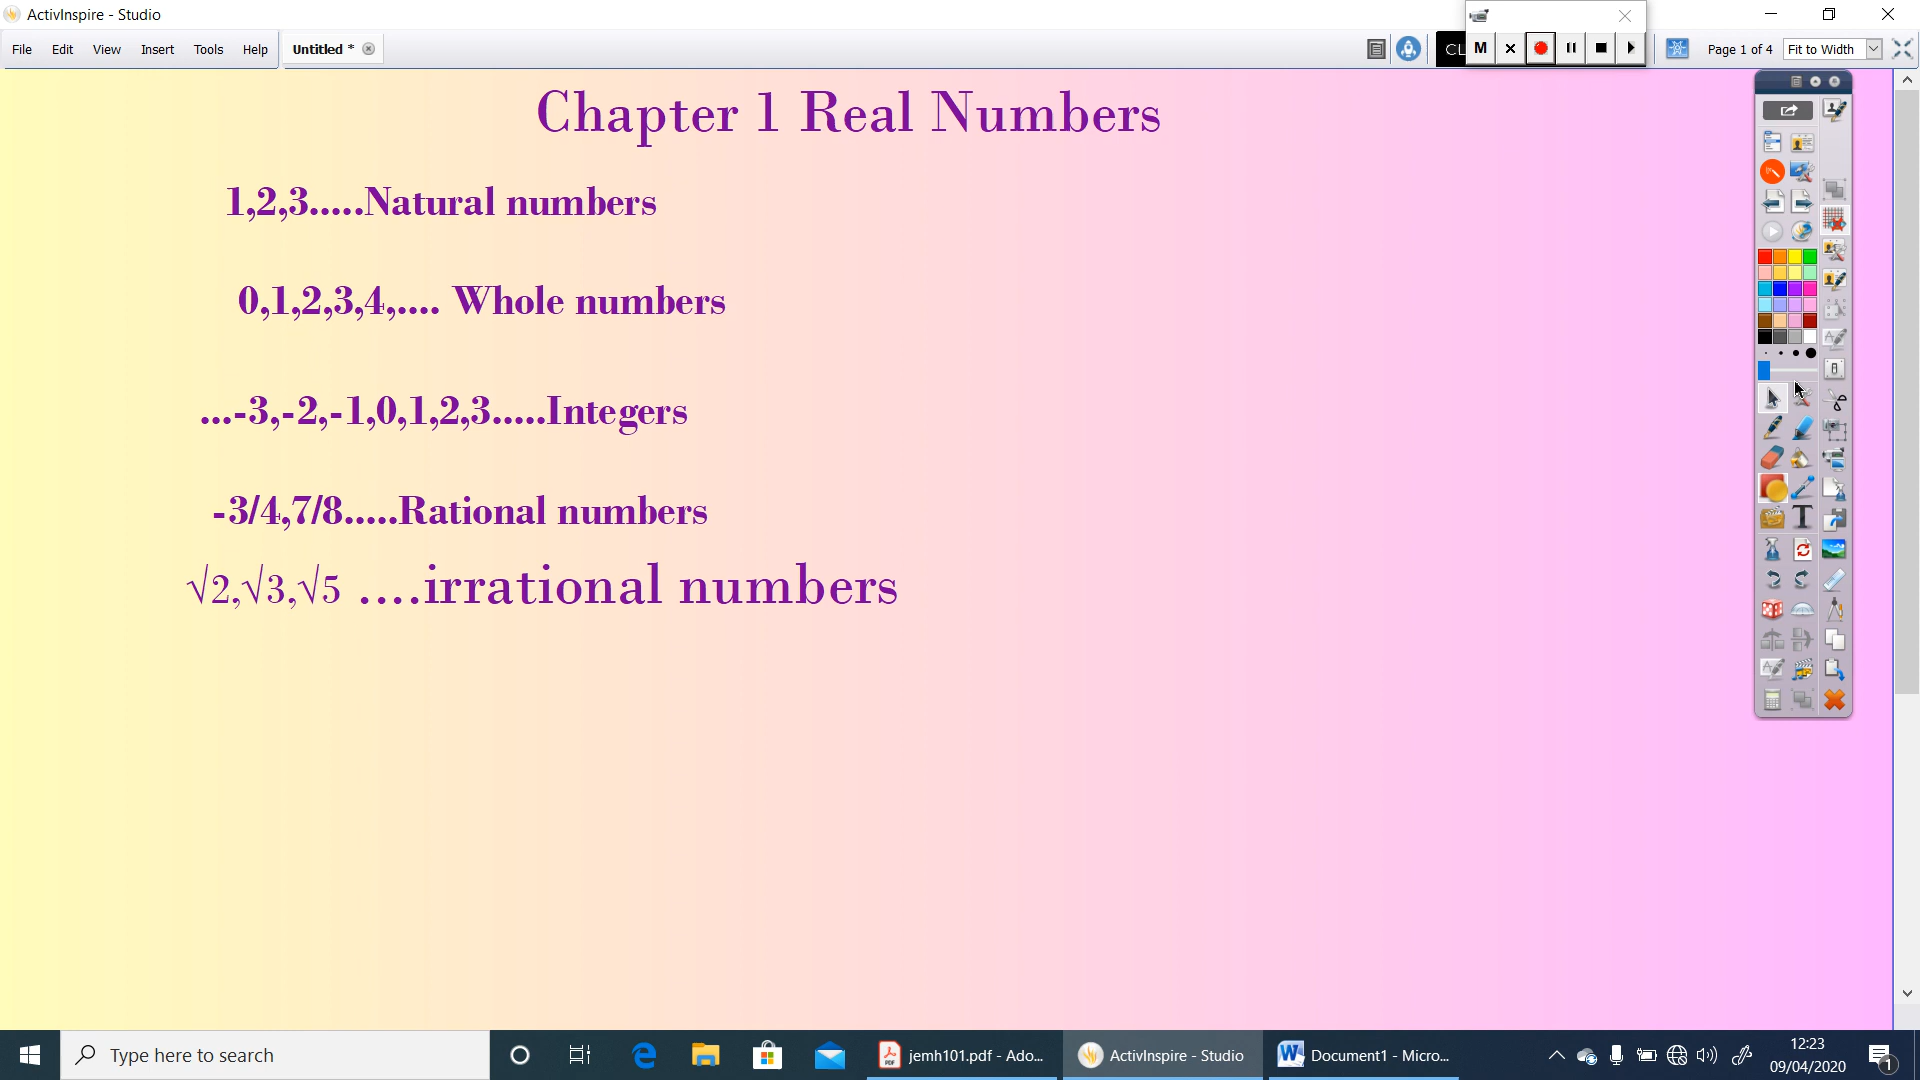 ActivInspire - Studio
File Edit View Insert Tools Help Untitled *
M
Page 1 of 4 Fit to Width
Chapter 1 Real Numbers
1,2,3.....Natural numbers
0,1,2,3,4,.... Whole numbers
...-3,-2,-1,0,1,2,3.....Integers
-3/4,7/8.....Rational numbers
√2,√3,√5 ....irrational numbers
Type here to search
jemh101.pdf - Ado...
ActivInspire - Studio
Document1 - Micro...
12:23
09/04/2020
1